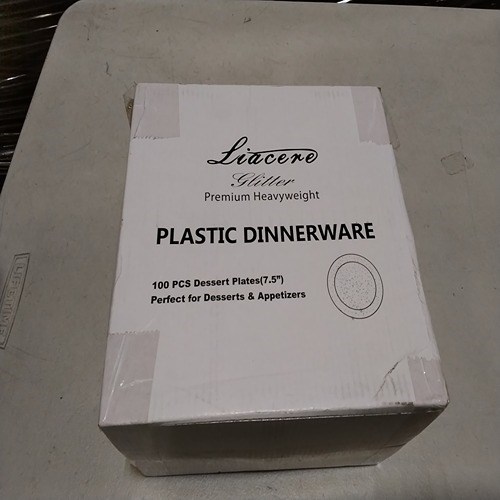 Liacere
Glitter
Premium Heavyweight
PLASTIC DINNERWARE
100 PCS Dessert Plates(7.5")
Perfect for Desserts & Appetizers